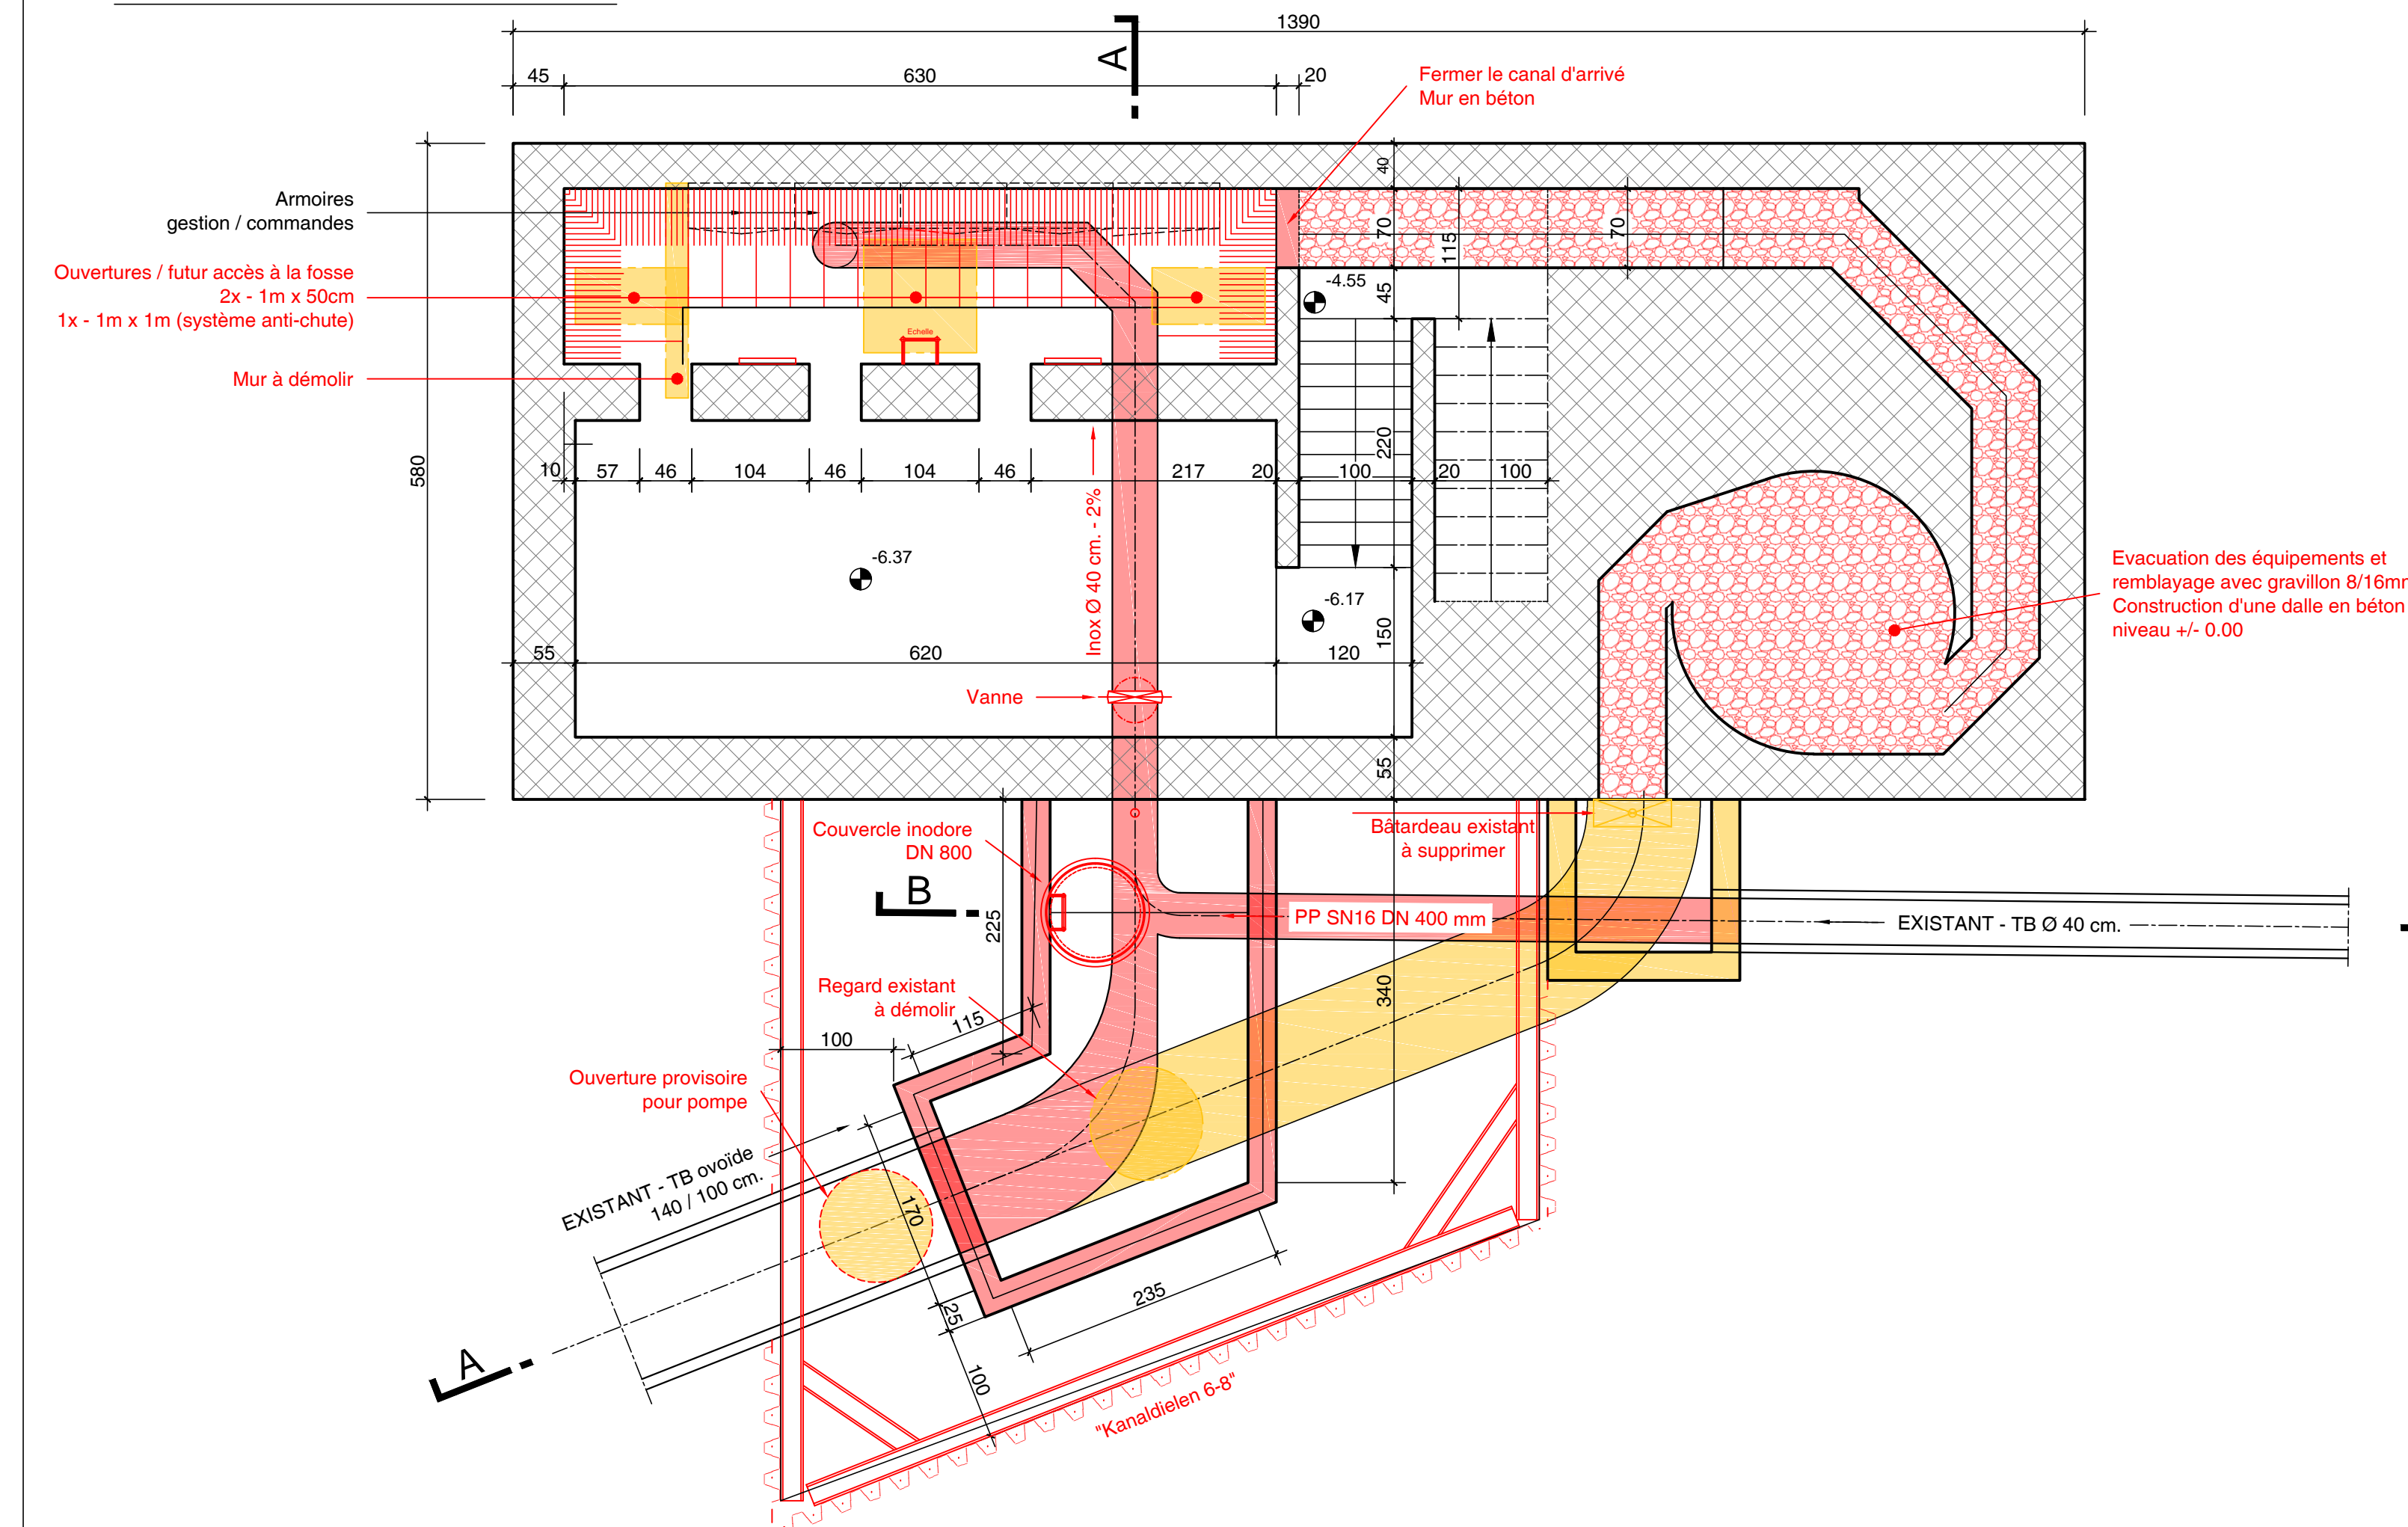 1390
A
45
630
20
Fermer le canal d'arrivé
Mur en béton
40
Armoires
gestion / commandes
70
115
70
Ouvertures / futur accès à la fosse
2x - 1m x 50cm
1x - 1m x 1m (système anti-chute)
-4.55
45
Echelle
Mur à démolir
580
10
57
46
104
46
104
46
217
20
100
220
20
100
Inox Ø 40 cm. - 2%
-6.37
-6.17
Evacuation des équipements et
remblayage avec gravillon 8/16m
Construction d'une dalle en béton
niveau +/- 0.00
55
620
120
150
Vanne
55
Couvercle inodore
DN 800
Bâtardeau existant
à supprimer
B
225
PP SN16 DN 400 mm
EXISTANT - TB Ø 40 cm.
Regard existant
à démolir
115
340
100
Ouverture provisoire
pour pompe
EXISTANT - TB ovoïde
140 / 100 cm.
170
235
25
A
100
"Kanaldielen 6-8"